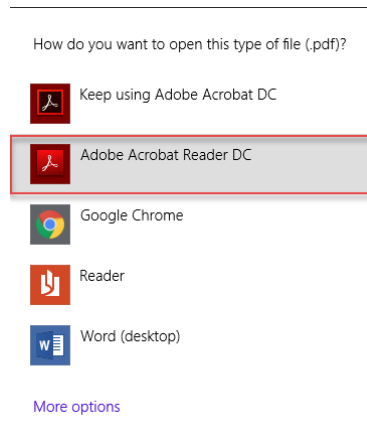 How do you want to open this type of file (.pdf)?
Keep using Adobe Acrobat DC
Adobe Acrobat Reader DC
Google Chrome
Reader
Word (desktop)
More options